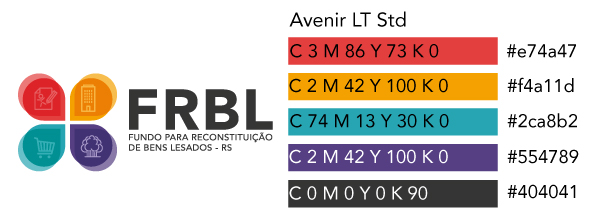 Avenir LT Std
C 3 M 86 Y 73 K 0 #e74a47
C 2 M 42 Y 100 K 0 #f4a11d
C 74 M 13 Y 30 K 0 #2ca8b2
C 2 M 42 Y 100 K 0 #554789
C 0 M 0 Y 0 K 90 #404041
FRBL
FUNDO PARA RECONSTITUIÇÃO
DE BENS LESADOS - RS